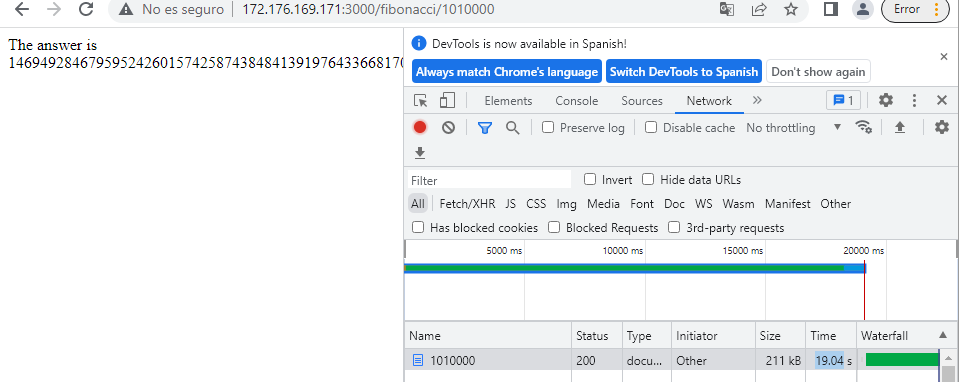 No es seguro | 172.176.169.171:3000/fibonacci/1010000
Error
The answer is
DevTools is now available in Spanish!
Always match Chrome's language Switch DevTools to Spanish Don't show again
Elements Console Sources Network 1
Preserve log Disable cache No throttling
Filter Invert Hide data URLs
All Fetch/XHR JS CSS Img Media Font Doc WS Wasm Manifest Other
Has blocked cookies Blocked Requests 3rd-party requests
5000 ms 10000 ms 15000 ms 20000 ms
Name Status Type Initiator Size Time Waterfall
1010000 200 docu... Other 211 kB 19.04 s